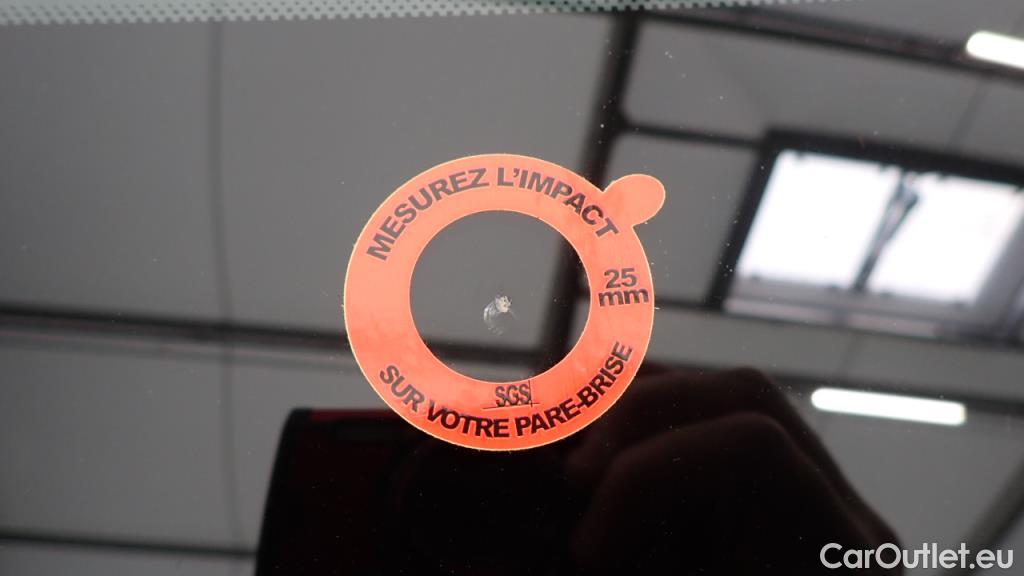 MESUREZ L'IMPACT
25
mm
SGS
SUR VOTRE PARE-BRISE
CarOutlet.eu